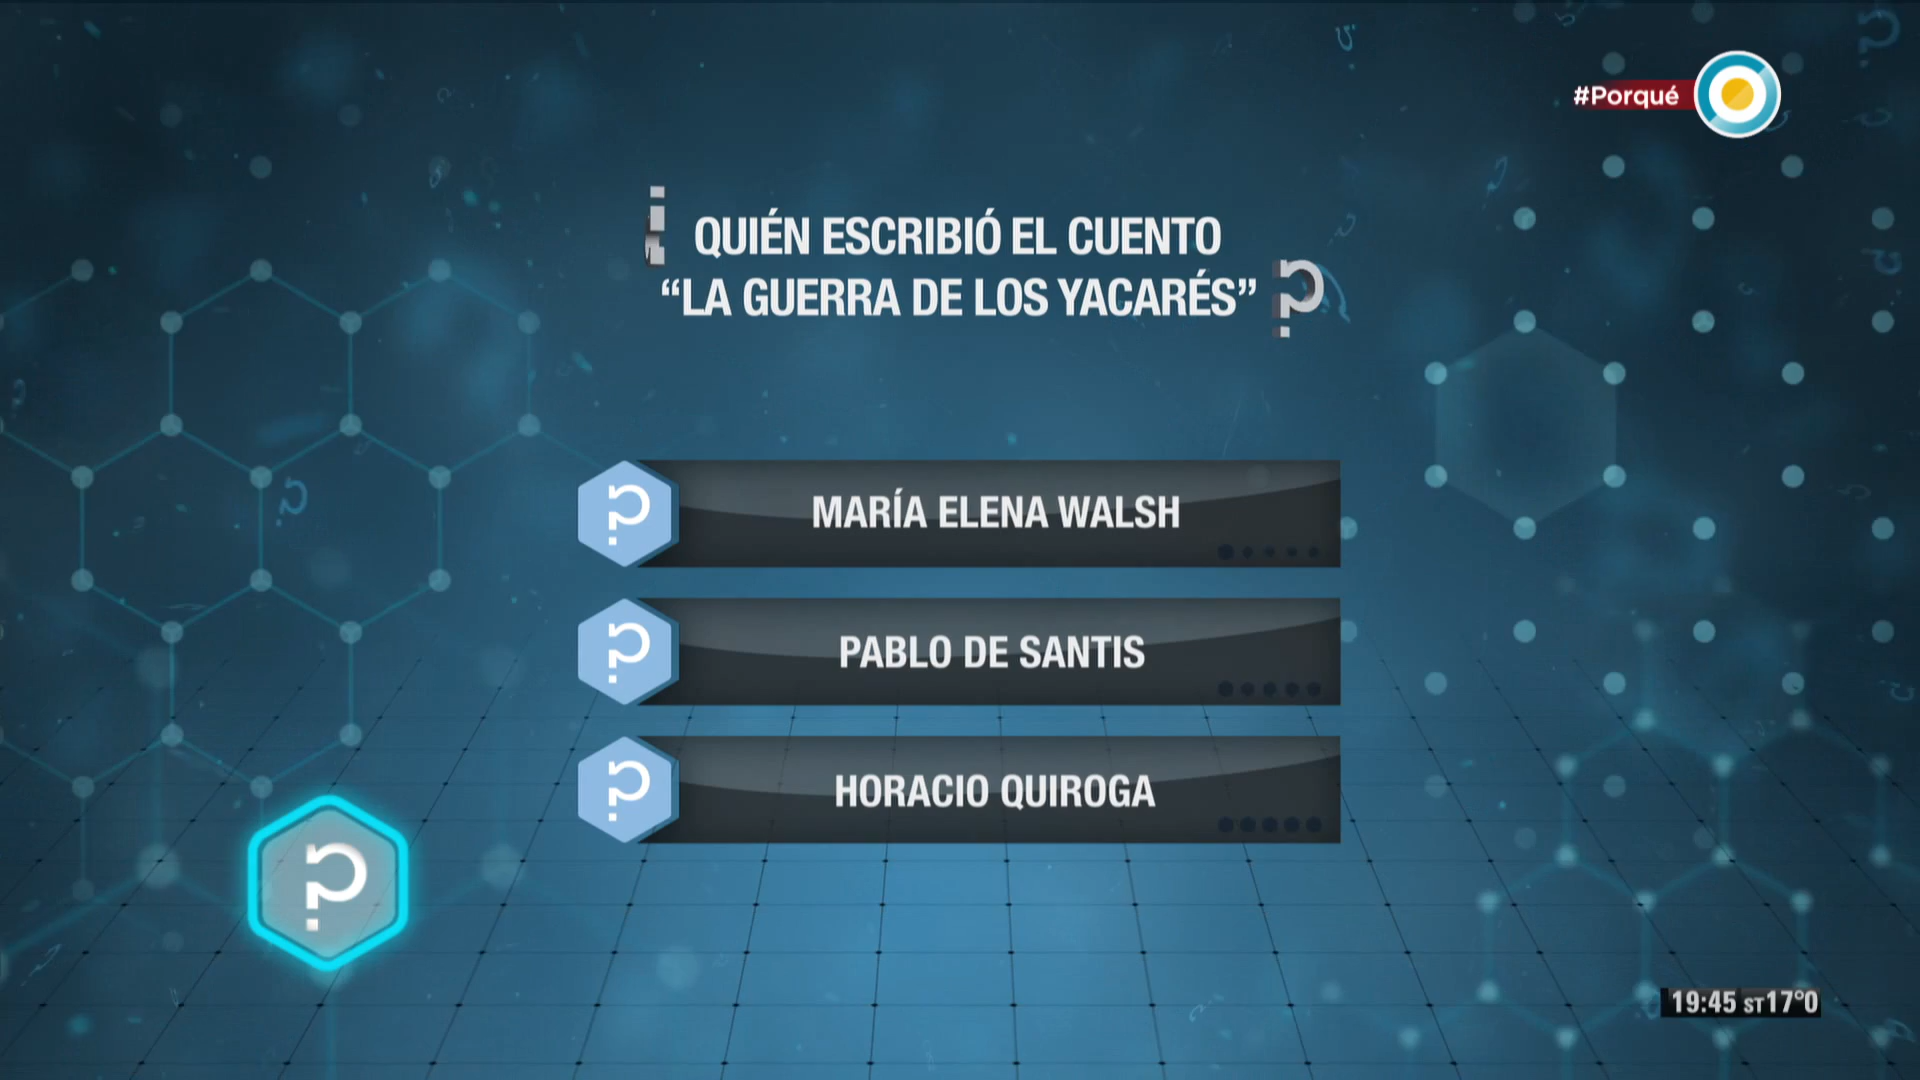 #Porqué
¿QUIÉN ESCRIBIÓ EL CUENTO
“LA GUERRA DE LOS YACARÉS”?
MARÍA ELENA WALSH
PABLO DE SANTIS
HORACIO QUIROGA
19:45 ST17°0